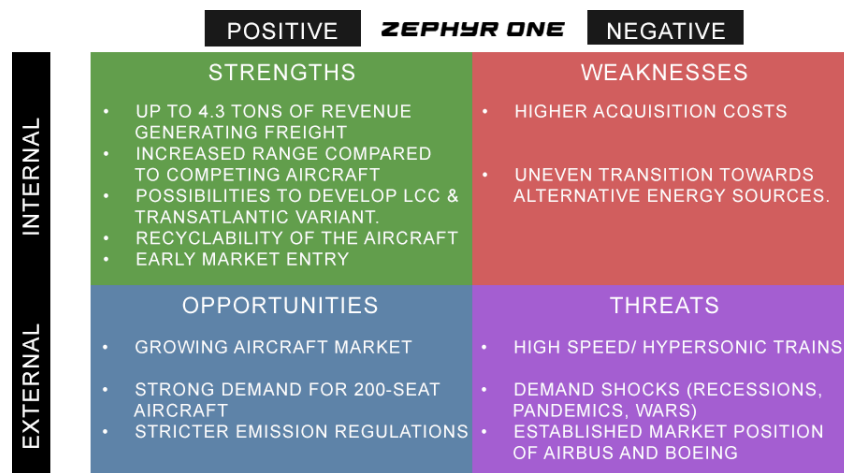 POSITIVE
ZEPHYR ONE
NEGATIVE
INTERNAL
STRENGTHS
• UP TO 4.3 TONS OF REVENUE
GENERATING FREIGHT
• INCREASED RANGE COMPARED
TO COMPETING AIRCRAFT
• POSSIBILITIES TO DEVELOP LCC &
TRANSATLANTIC VARIANT.
• RECYCLABILITY OF THE AIRCRAFT
• EARLY MARKET ENTRY
WEAKNESSES
• HIGHER ACQUISITION COSTS
• UNEVEN TRANSITION TOWARDS
ALTERNATIVE ENERGY SOURCES.
EXTERNAL
OPPORTUNITIES
• GROWING AIRCRAFT MARKET
• STRONG DEMAND FOR 200-SEAT
AIRCRAFT
• STRICTER EMISSION REGULATIONS
THREATS
• HIGH SPEED/ HYPERSONIC TRAINS
• DEMAND SHOCKS (RECESSIONS,
PANDEMICS, WARS)
• ESTABLISHED MARKET POSITION
OF AIRBUS AND BOEING